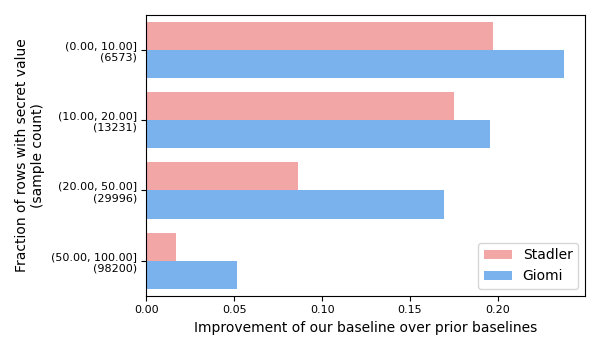 Fraction of rows with secret value
(sample count)
(0.00, 10.00]
(6573)
(10.00, 20.00]
(13231)
(20.00, 50.00]
(29996)
(50.00, 100.00]
(98200)
Stadler
Giomi
0.00 0.05 0.10 0.15 0.20
Improvement of our baseline over prior baselines